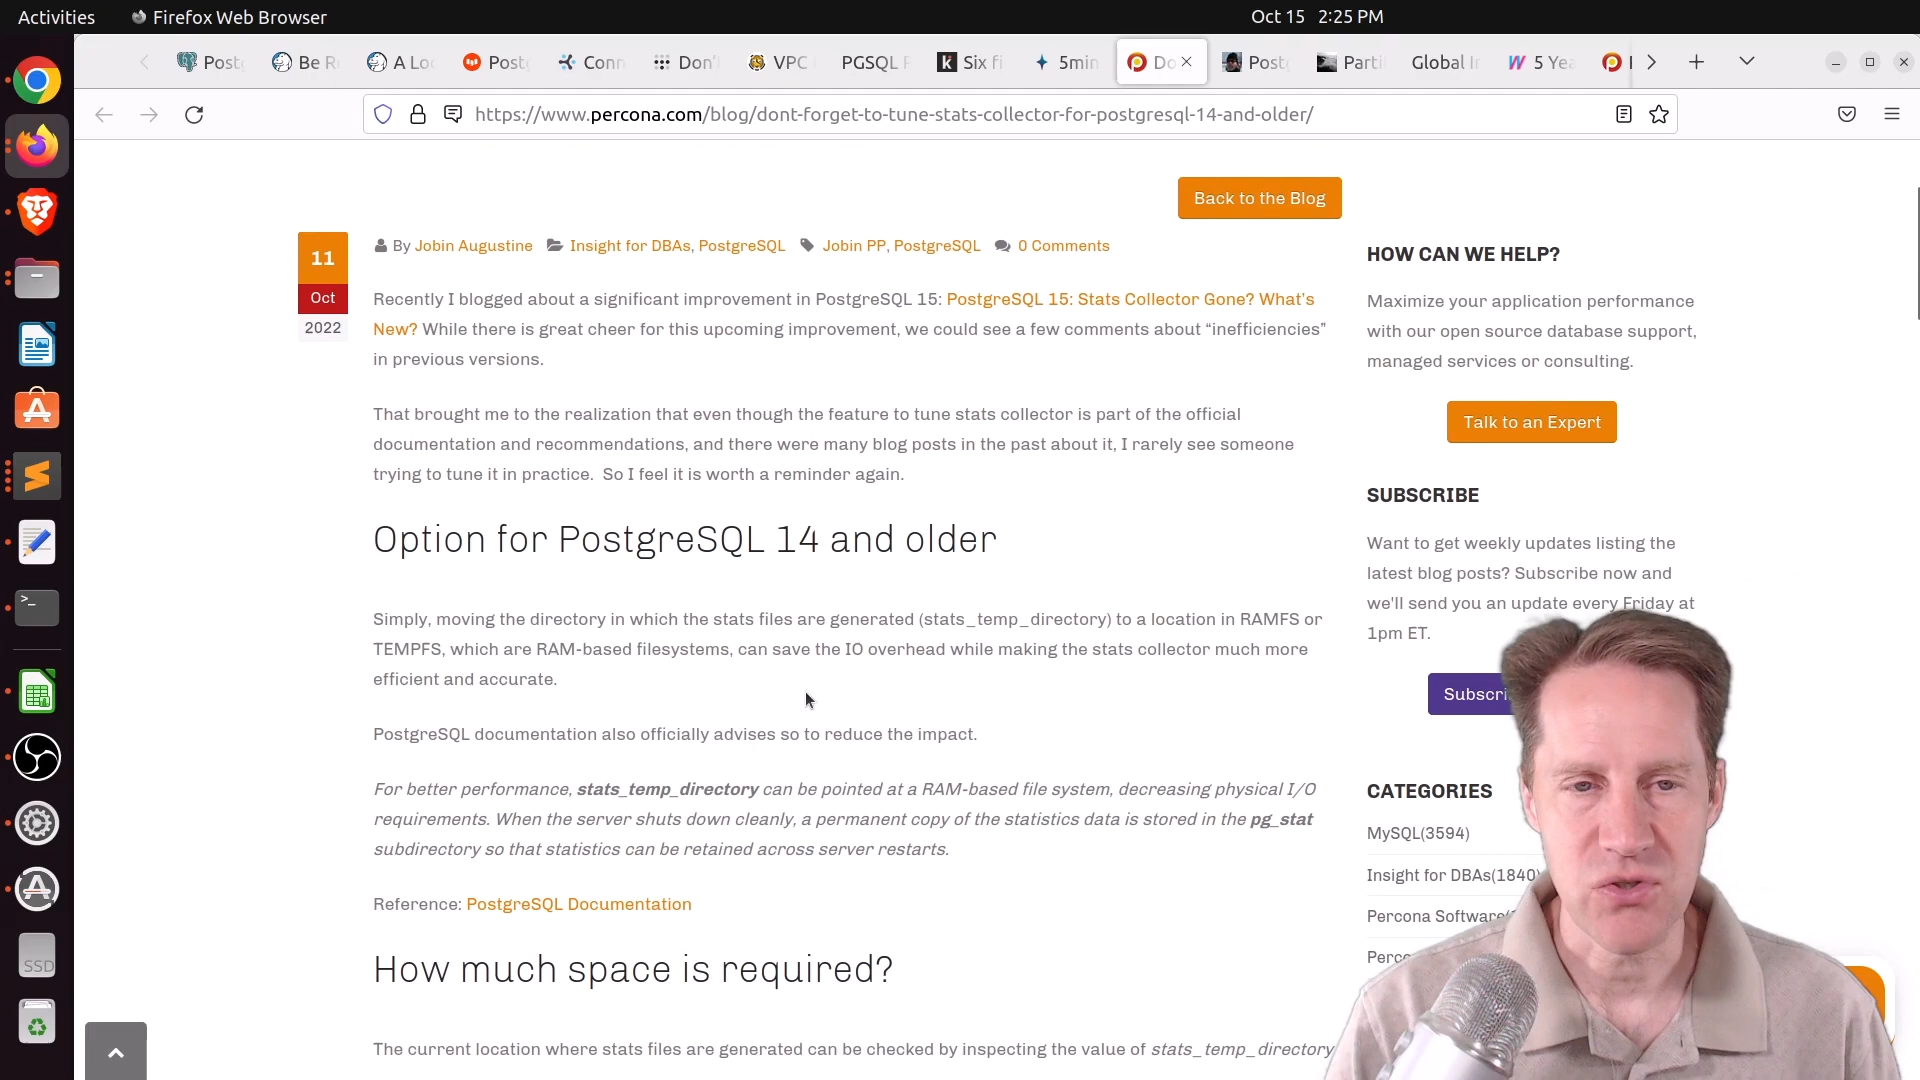 Activities
Firefox Web Browser
Oct 15 2:25 PM
Post
Be R
A Lo
Post
Conn
Don'
VPC
PGSQL
Six fi
5min
Do
Post
Parti
Global I
5 Yea
https://www.percona.com/blog/dont-forget-to-tune-stats-collector-for-postgresql-14-and-older/
Back to the Blog
11
Oct
2022
By Jobin Augustine Insight for DBAs, PostgreSQL Jobin PP, PostgreSQL 0 Comments
Recently I blogged about a significant improvement in PostgreSQL 15: PostgreSQL 15: Stats Collector Gone? What's
New? While there is great cheer for this upcoming improvement, we could see a few comments about “inefficiencies”
in previous versions.
That brought me to the realization that even though the feature to tune stats collector is part of the official
documentation and recommendations, and there were many blog posts in the past about it, I rarely see someone
trying to tune it in practice. So I feel it is worth a reminder again.
Option for PostgreSQL 14 and older
Simply, moving the directory in which the stats files are generated (stats_temp_directory) to a location in RAMFS or
TEMPFS, which are RAM-based filesystems, can save the IO overhead while making the stats collector much more
efficient and accurate.
PostgreSQL documentation also officially advises so to reduce the impact.
For better performance, stats_temp_directory can be pointed at a RAM-based file system, decreasing physical I/O
requirements. When the server shuts down cleanly, a permanent copy of the statistics data is stored in the pg_stat
subdirectory so that statistics can be retained across server restarts.
Reference: PostgreSQL Documentation
How much space is required?
The current location where stats files are generated can be checked by inspecting the value of stats_temp_directory
HOW CAN WE HELP?
Maximize your application performance
with our open source database support,
managed services or consulting.
Talk to an Expert
SUBSCRIBE
Want to get weekly updates listing the
latest blog posts? Subscribe now and
we'll send you an update every Friday at
1pm ET.
Subscri
CATEGORIES
MySQL(3594)
Insight for DBAs(1840)
Percona Software
Perc
SSD